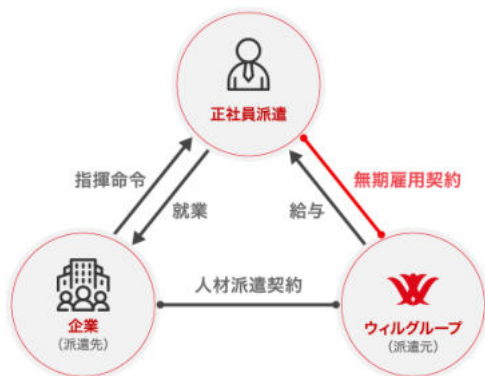 正社員派遣
指揮命令
就業
給与
無期雇用契約
人材派遣契約
企業
（派遣先）
ウィルグループ
（派遣元）